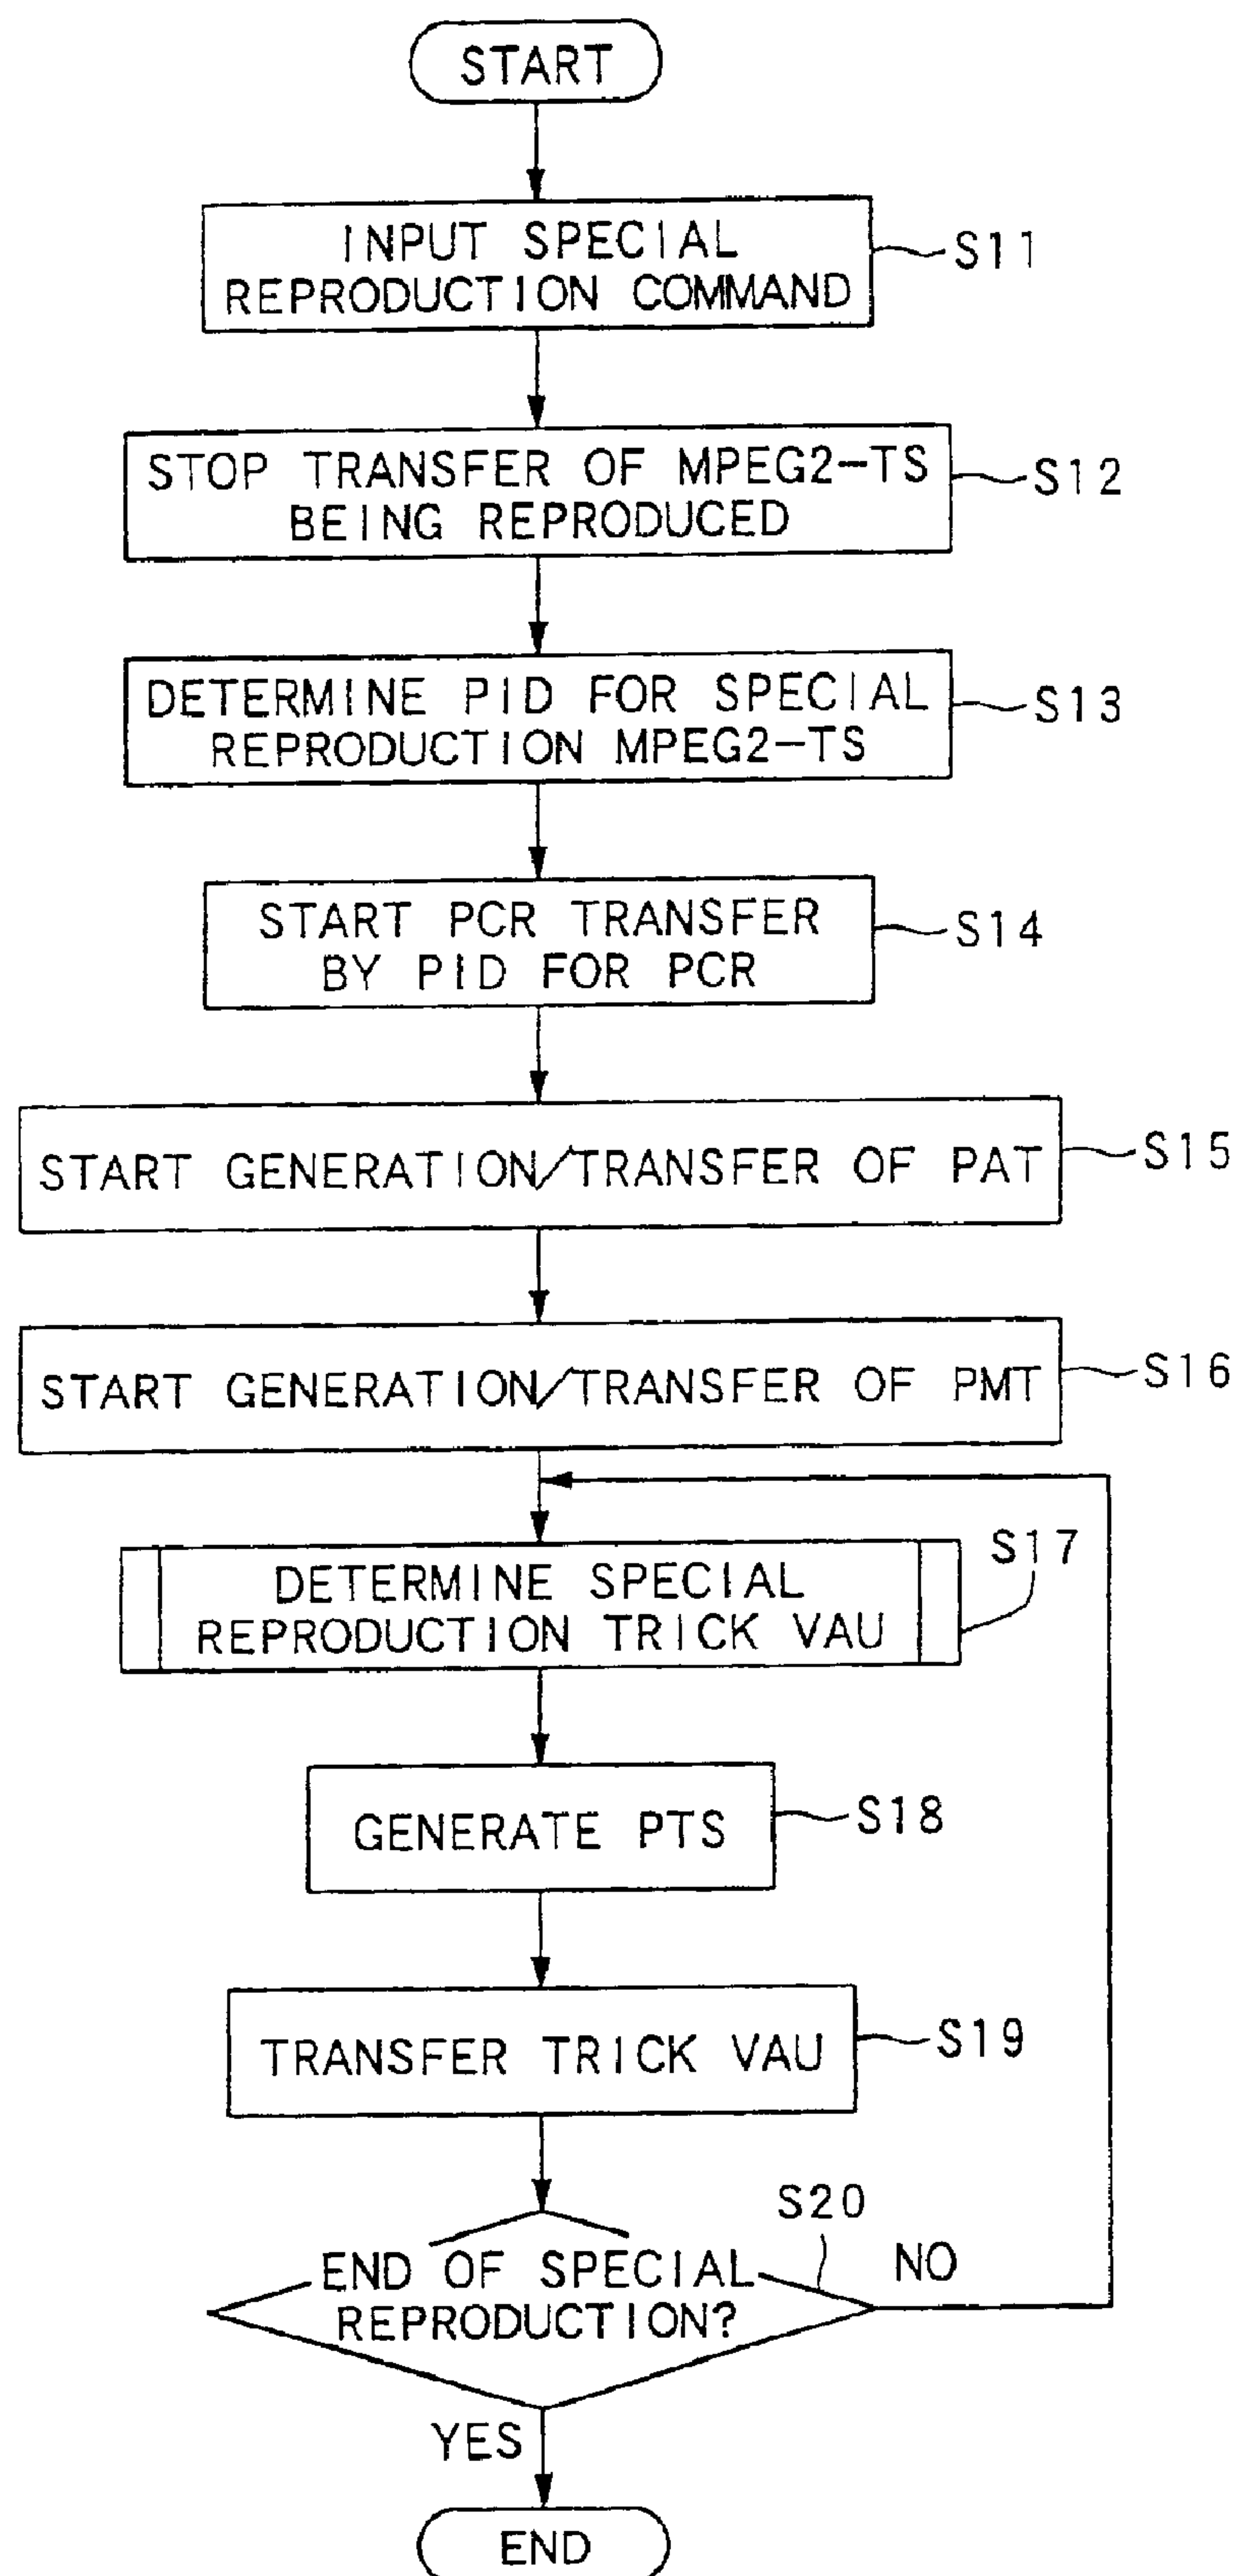 START
INPUT SPECIAL
REPRODUCTION COMMAND
S11
STOP TRANSFER OF MPEG2-TS
BEING REPRODUCED
S12
DETERMINE PID FOR SPECIAL
REPRODUCTION MPEG2-TS
S13
START PCR TRANSFER
BY PID FOR PCR
S14
START GENERATION/TRANSFER OF PAT
S15
START GENERATION/TRANSFER OF PMT
S16
DETERMINE SPECIAL
REPRODUCTION TRICK VAU
S17
GENERATE PTS
S18
TRANSFER TRICK VAU
S19
END OF SPECIAL
REPRODUCTION?
S20
NO
YES
END